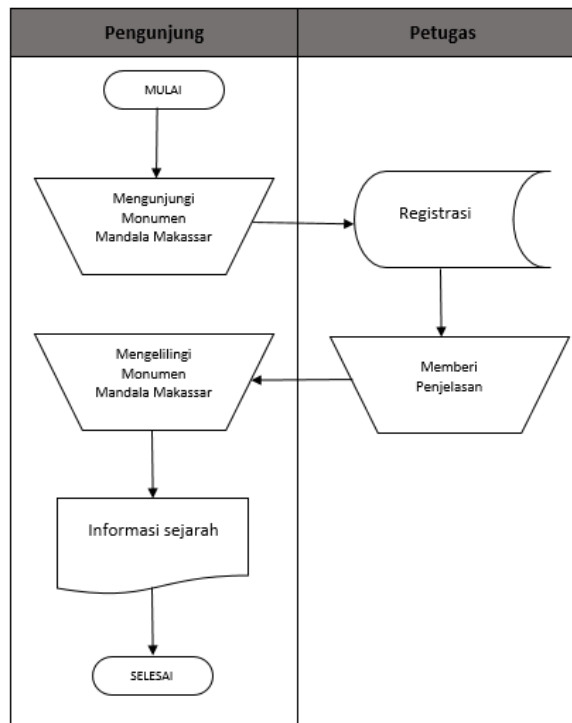 Pengunjung
Petugas
MULAI
Mengunjungi
Monumen
Mandala Makassar
Registrasi
Memberi
Penjelasan
Mengelilingi
Monumen
Mandala Makassar
Informasi sejarah
SELESAI